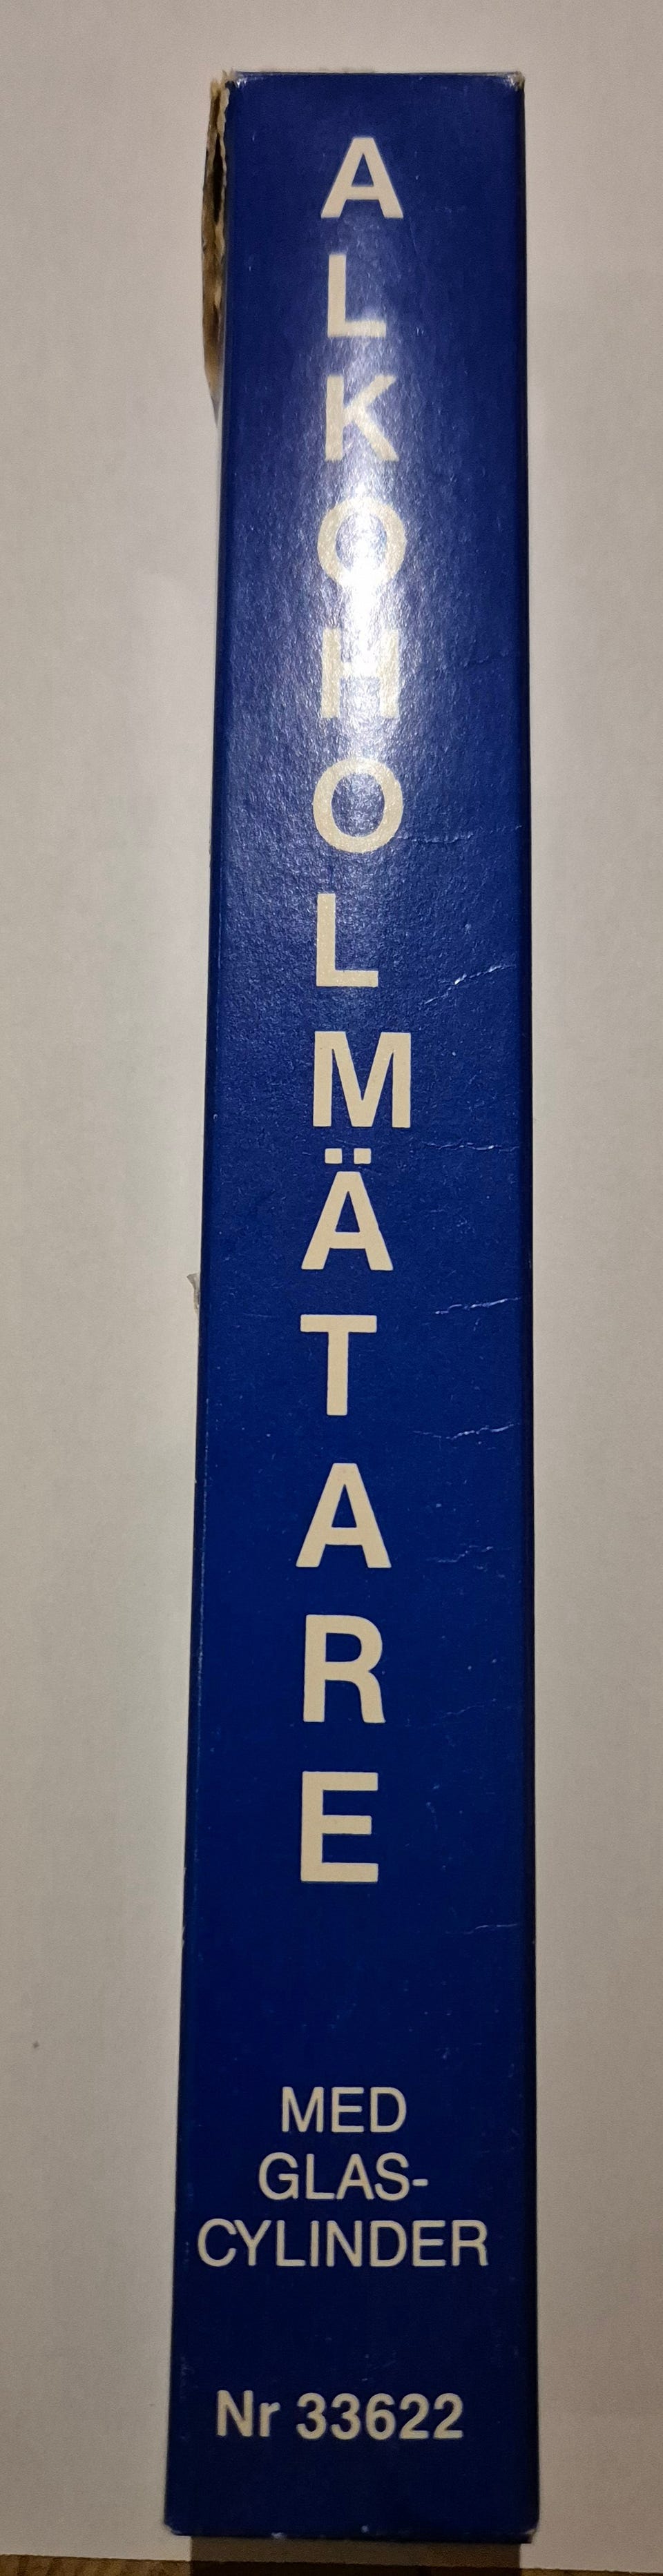 ALKOHOLMÄTARE
MED
GLAS-
CYLINDER
Nr 33622